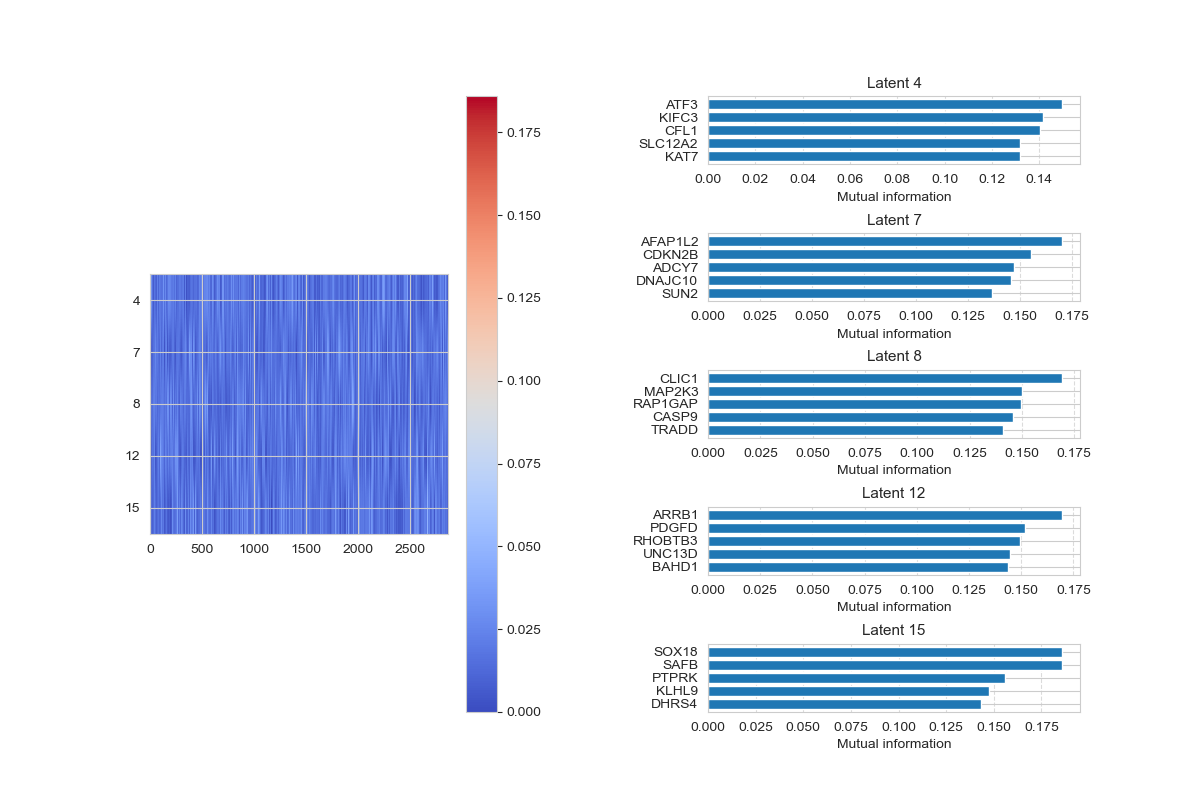 4
7
8
12
15
0 500 1000 1500 2000 2500
0.175
0.150
0.125
0.100
0.075
0.050
0.025
0.000
Latent 4
ATF3
KIFC3
CFL1
SLC12A2
KAT7
0.00 0.02 0.04 0.06 0.08 0.10 0.12 0.14
Mutual information
Latent 7
AFAP1L2
CDKN2B
ADCY7
DNAJC10
SUN2
0.000 0.025 0.050 0.075 0.100 0.125 0.150 0.175
Mutual information
Latent 8
CLIC1
MAP2K3
RAP1GAP
CASP9
TRADD
0.000 0.025 0.050 0.075 0.100 0.125 0.150 0.175
Mutual information
Latent 12
ARRB1
PDGFD
RHOBTB3
UNC13D
BAHD1
0.000 0.025 0.050 0.075 0.100 0.125 0.150 0.175
Mutual information
Latent 15
SOX18
SAFB
PTPRK
KLHL9
DHRS4
0.000 0.025 0.050 0.075 0.100 0.125 0.150 0.175
Mutual information